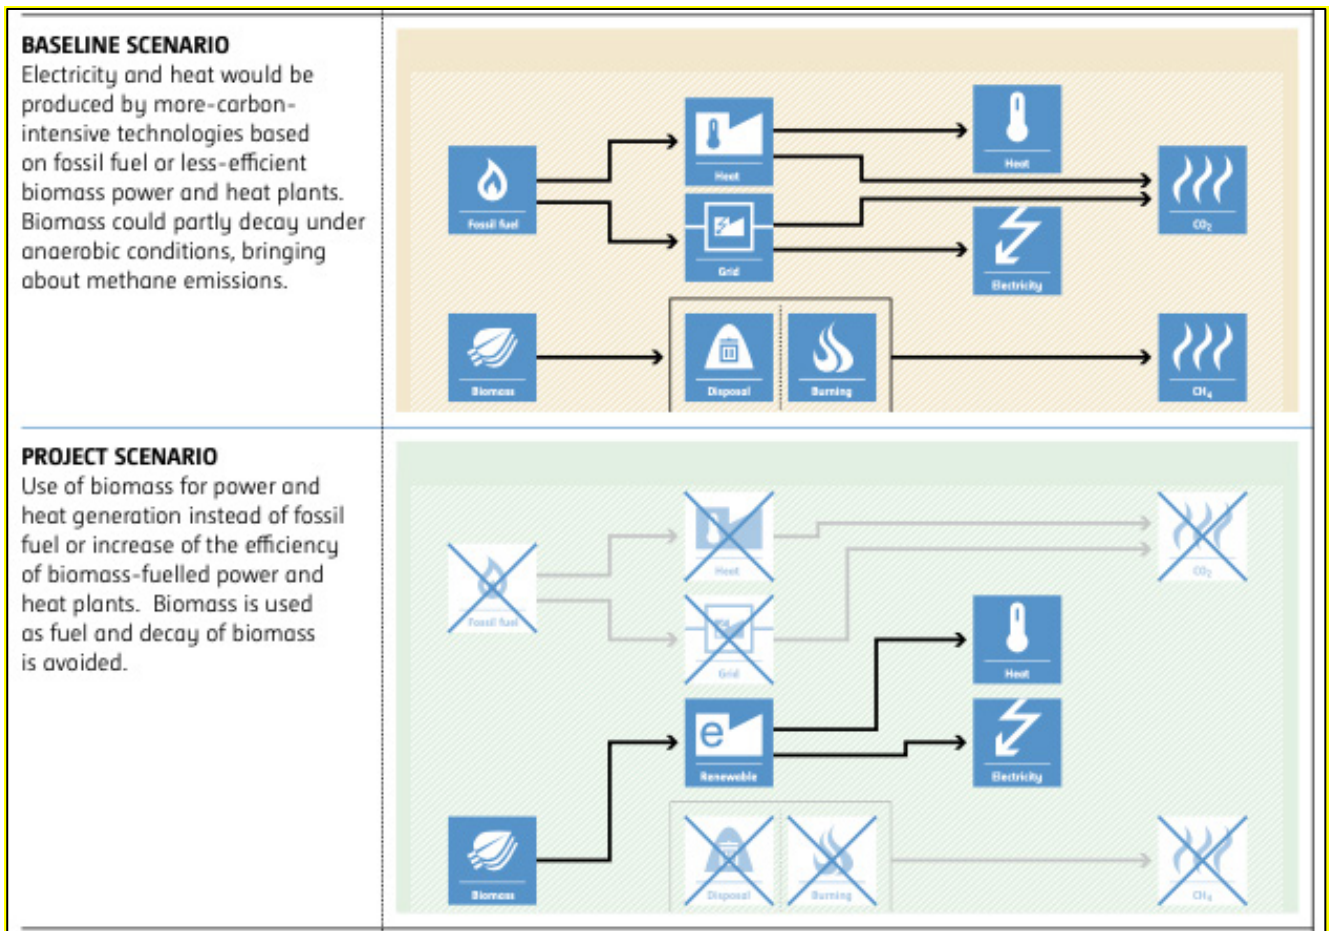 BASELINE SCENARIO
Electricity and heat would be
produced by more-carbon-
intensive technologies based
on fossil fuel or less-efficient
biomass power and heat plants.
Biomass could partly decay under
anaerobic conditions, bringing
about methane emissions.
Heat
Heat
Fossil fuel
CO₂
Grid
Electricity
Biomass
Disposal
Burning
CH₄
PROJECT SCENARIO
Use of biomass for power and
heat generation instead of fossil
fuel or increase of the efficiency
of biomass-fuelled power and
heat plants. Biomass is used
as fuel and decay of biomass
is avoided.
Heat
CO₂
Fossil fuel
Grid
Heat
e
Renewable
Electricity
Biomass
Disposal
Burning
CH₄